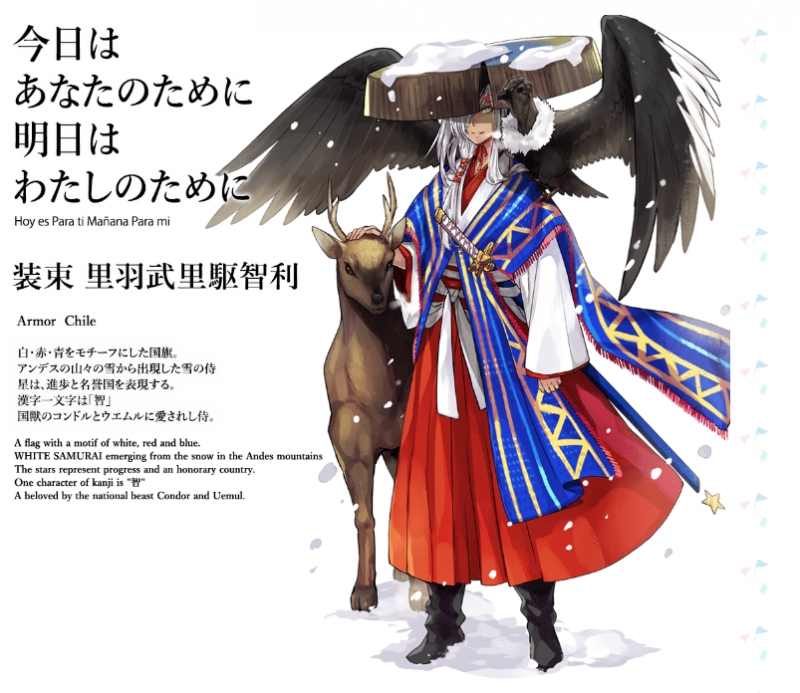 今日は
あなたのために
明日は
わたしのために
Hoy es Para ti Mañana Para mi
装束 里羽武里駆智利
Armor Chile
白・赤・青をモチーフにした国旗。
アンデスの山々の雪から出現した雪の侍
星は、進歩と名誉国を表現する。
漢字一文字は「智」
国獣のコンドルとウエムルに愛されし侍。
A flag with a motif of white, red and blue.
WHITE SAMURAI emerging from the snow in the Andes mountains
The stars represent progress and an honorary country.
One character of kanji is "智"
A beloved by the national beast Condor and Uemul.